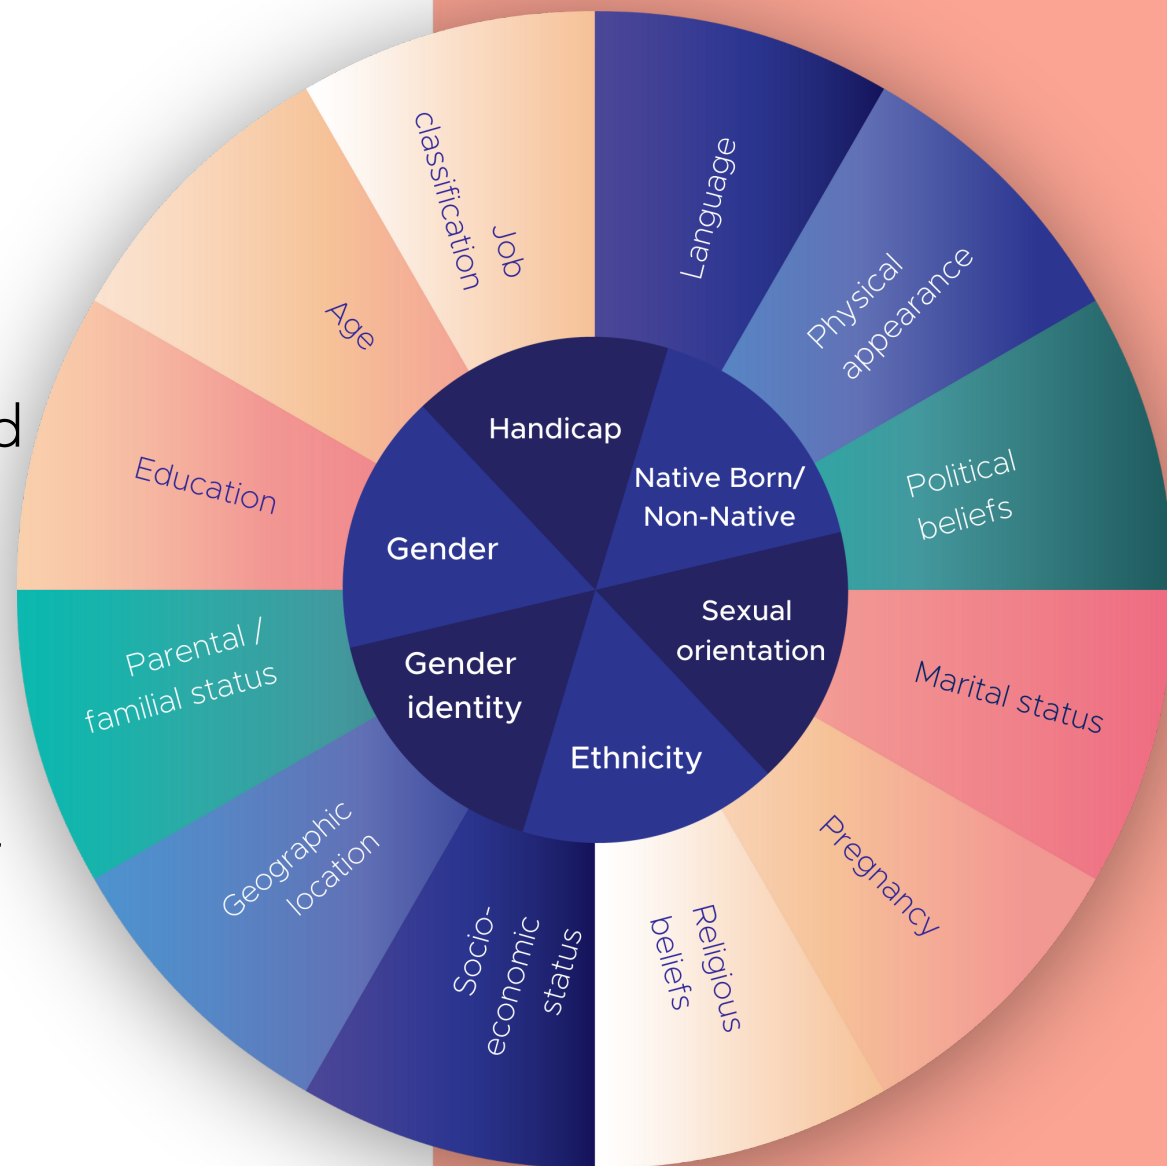 Language
Physical
appearance
Political
beliefs
Marital status
Pregnancy
Religious
beliefs
Socio-
economic
status
Geographic
location
Parental /
familial status
Education
Age
Job
classification
Handicap
Native Born/
Non-Native
Sexual
orientation
Ethnicity
Gender
identity
Gender
d